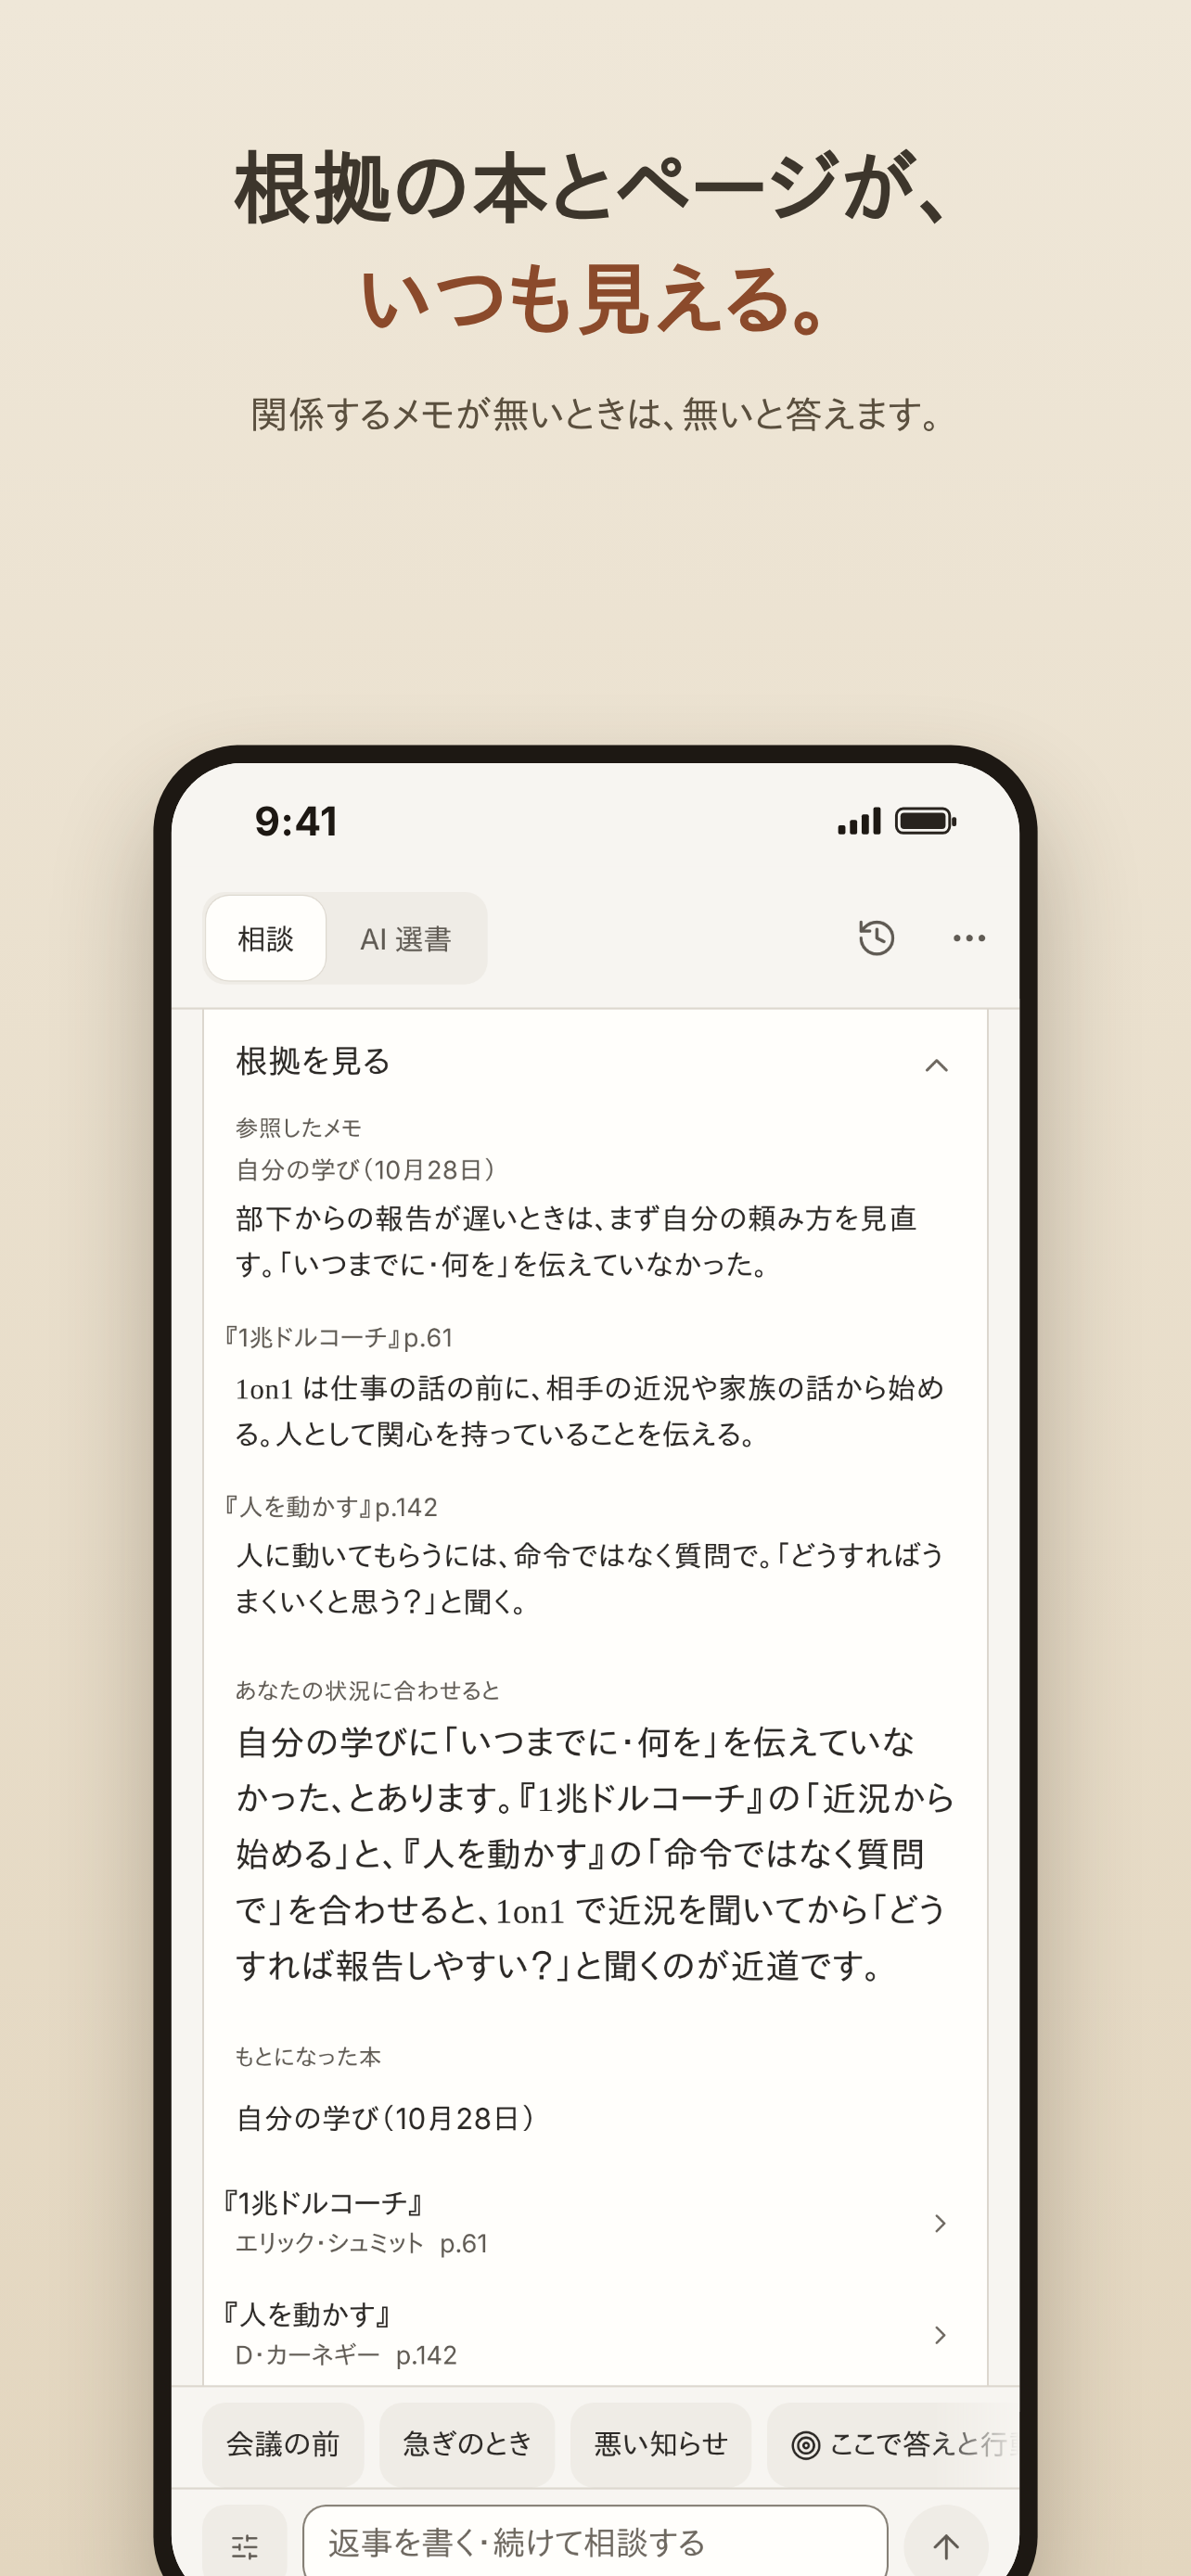 根拠の本とページが、
いつも見える。
関係するメモが無いときは、無いと答えます。
9:41
相談
AI 選書
根拠を見る
参照したメモ
自分の学び（10月28日）
部下からの報告が遅いときは、まず自分の頼み方を見直
す。「いつまでに・何を」を伝えていなかった。
『1兆ドルコーチ』p.61
1on1 は仕事の話の前に、相手の近況や家族の話から始め
る。人として関心を持っていることを伝える。
『人を動かす』p.142
人に動いてもらうには、命令ではなく質問で。「どうすればう
まくいくと思う？」と聞く。
あなたの状況に合わせると
自分の学びに「いつまでに・何を」を伝えていな
かった、とあります。『1兆ドルコーチ』の「近況から
始める」と、『人を動かす』の「命令ではなく質問
で」を合わせると、1on1 で近況を聞いてから「どう
すれば報告しやすい？」と聞くのが近道です。
もとになった本
自分の学び（10月28日）
『1兆ドルコーチ』
エリック・シュミット p.61
『人を動かす』
D・カーネギー p.142
会議の前
急ぎのとき
悪い知らせ
ここで答えと行
返事を書く・続けて相談する